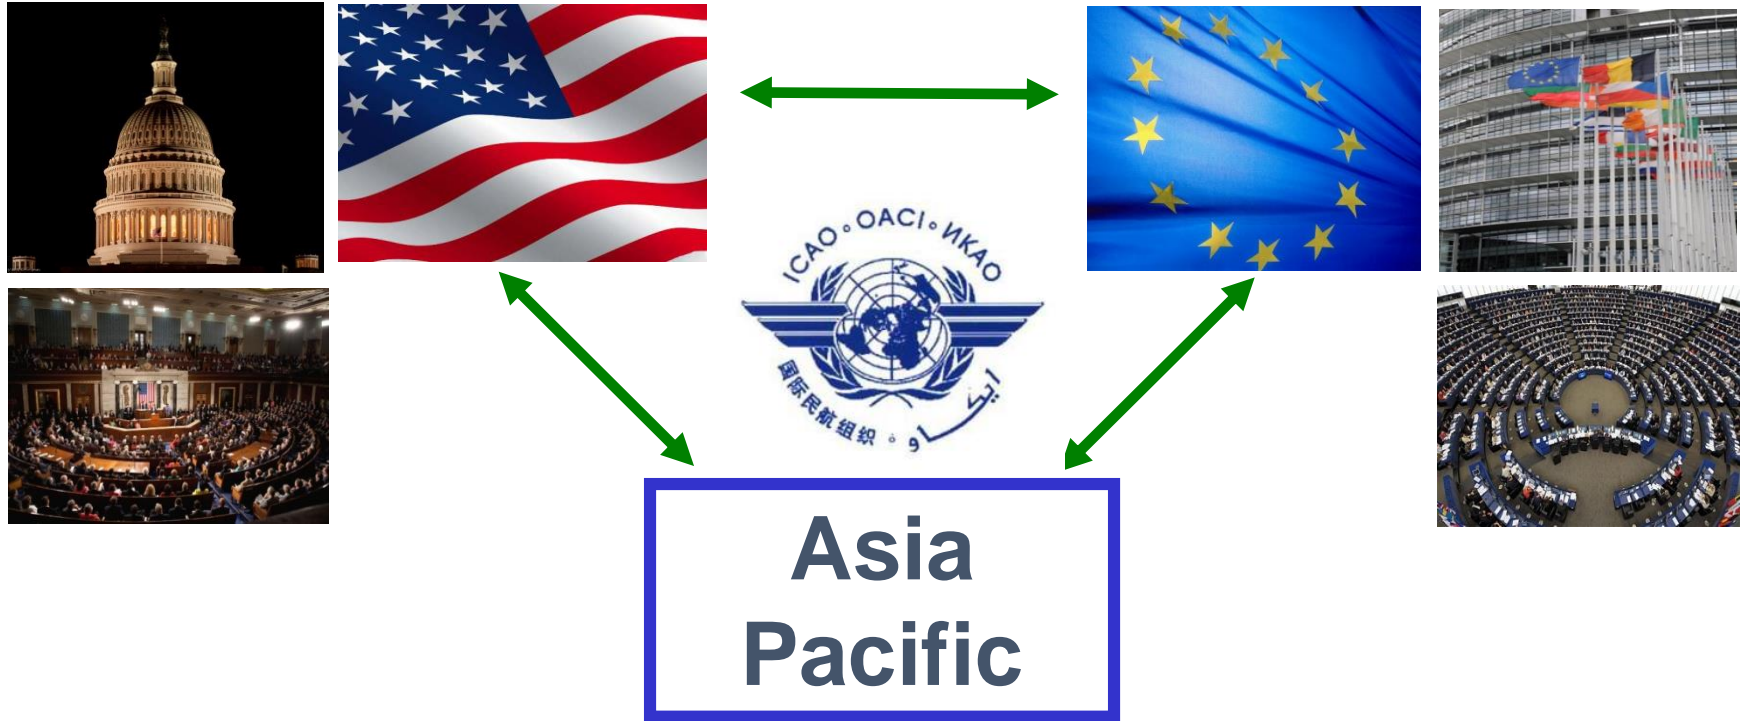 ICAO ◦ OACI ◦ ИКАО
国际民航组织 ◦ ايكاو
Asia
Pacific